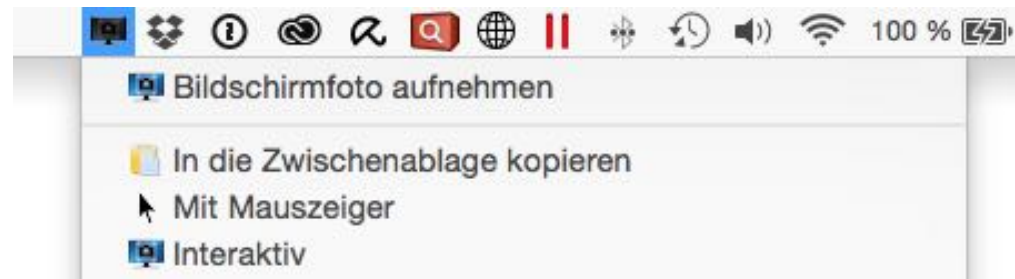 100 %
Bildschirmfoto aufnehmen
In die Zwischenablage kopieren
Mit Mauszeiger
Interaktiv